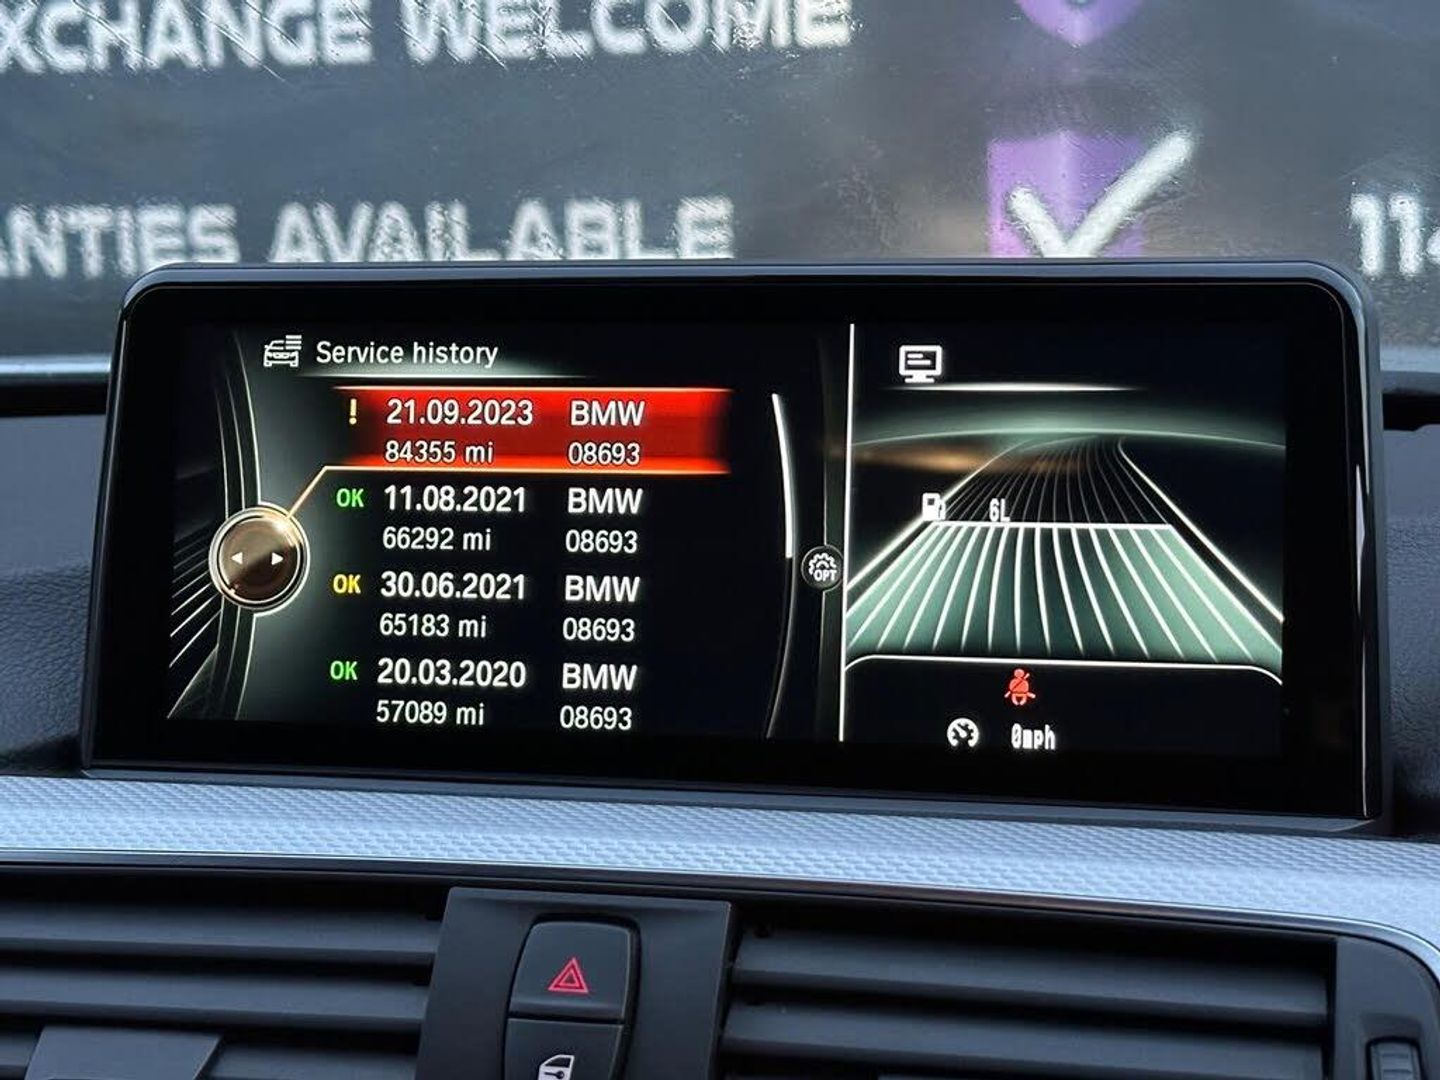 XCHANGE WELCOME
ANTIES AVAILABLE
114
Service history
! 21.09.2023 BMW
84355 mi 08693
OK 11.08.2021 BMW
66292 mi 08693
OK 30.06.2021 BMW
65183 mi 08693
OK 20.03.2020 BMW
57089 mi 08693
OPT
6L
0mph